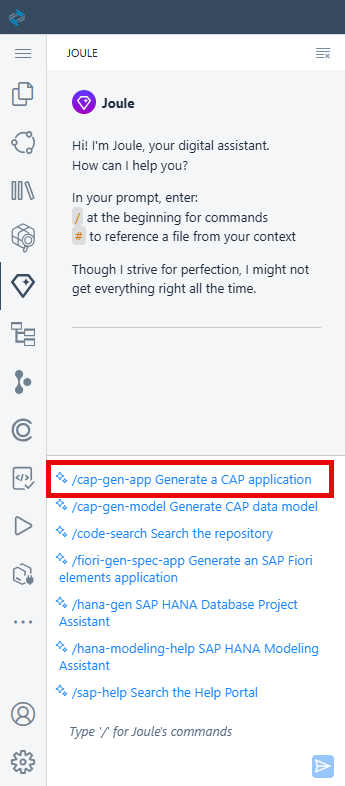 JOULE
Joule
Hi! I'm Joule, your digital assistant.
How can I help you?
In your prompt, enter:
/ at the beginning for commands
# to reference a file from your context
Though I strive for perfection, I might not
get everything right all the time.
/cap-gen-app Generate a CAP application
/cap-gen-model Generate CAP data model
/code-search Search the repository
/fiori-gen-spec-app Generate an SAP Fiori
elements application
/hana-gen SAP HANA Database Project
Assistant
/hana-modeling-help SAP HANA Modeling
Assistant
/sap-help Search the Help Portal
Type '/' for Joule's commands